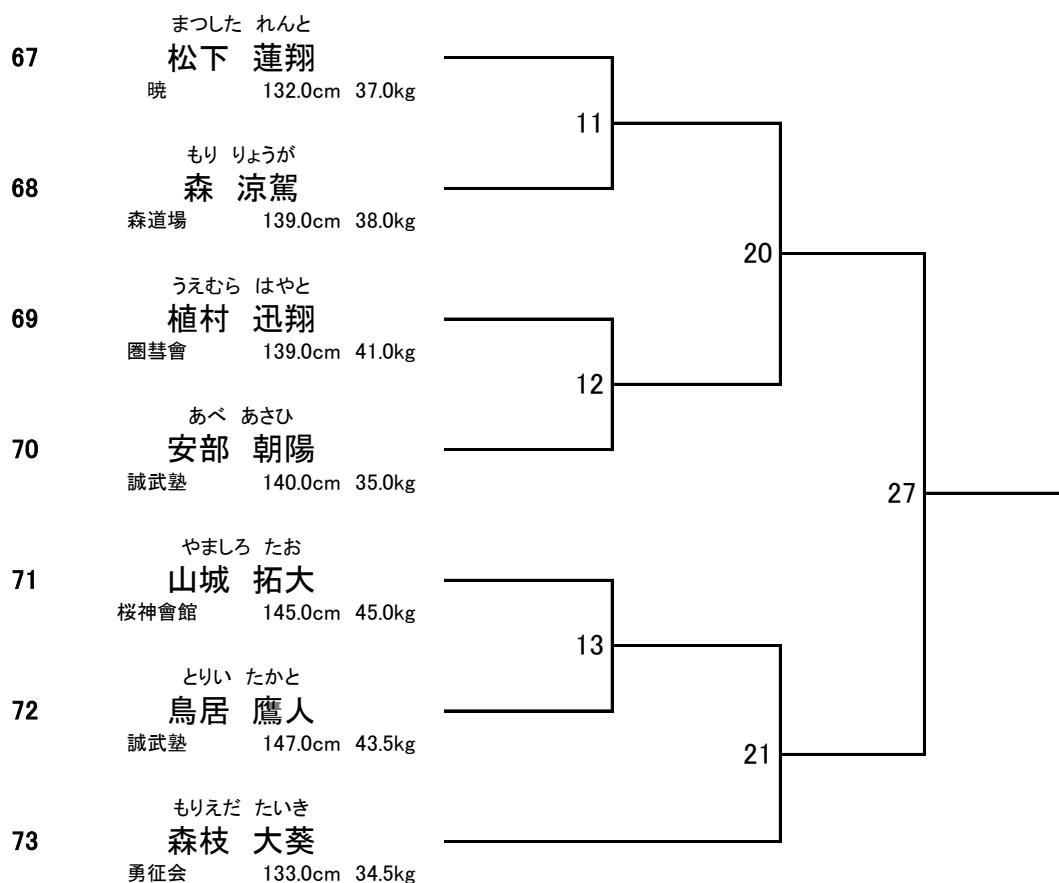 まつした れんと
67 松下 蓮翔
暁 132.0cm 37.0kg
11
もり りょうが
68 森 涼駕
森道場 139.0cm 38.0kg
20
うえむら はやと
69 植村 迅翔
圏彗會 139.0cm 41.0kg
12
あべ あさひ
70 安部 朝陽
誠武塾 140.0cm 35.0kg
27
やましろ たお
71 山城 拓大
桜神會館 145.0cm 45.0kg
13
とりい たかと
72 鳥居 鷹人
誠武塾 147.0cm 43.5kg
21
もりえだ たいき
73 森枝 大葵
勇征会 133.0cm 34.5kg